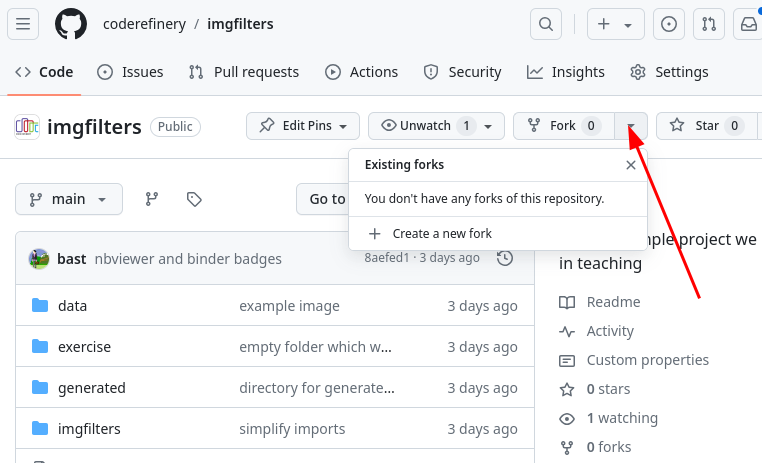 coderefinery / imgfilters
Code Issues Pull requests Actions Security Insights Settings
imgfilters Public Edit Pins Unwatch 1 Fork 0 Star 0
Existing forks
You don't have any forks of this repository.
Create a new fork
main Go to
mple project we
in teaching
bast nbviewer and binder badges 8aefed1 · 3 days ago
data example image 3 days ago
exercise empty folder which w... 3 days ago
generated directory for generate... 3 days ago
imgfilters simplify imports 3 days ago
Readme
Activity
Custom properties
0 stars
1 watching
0 forks